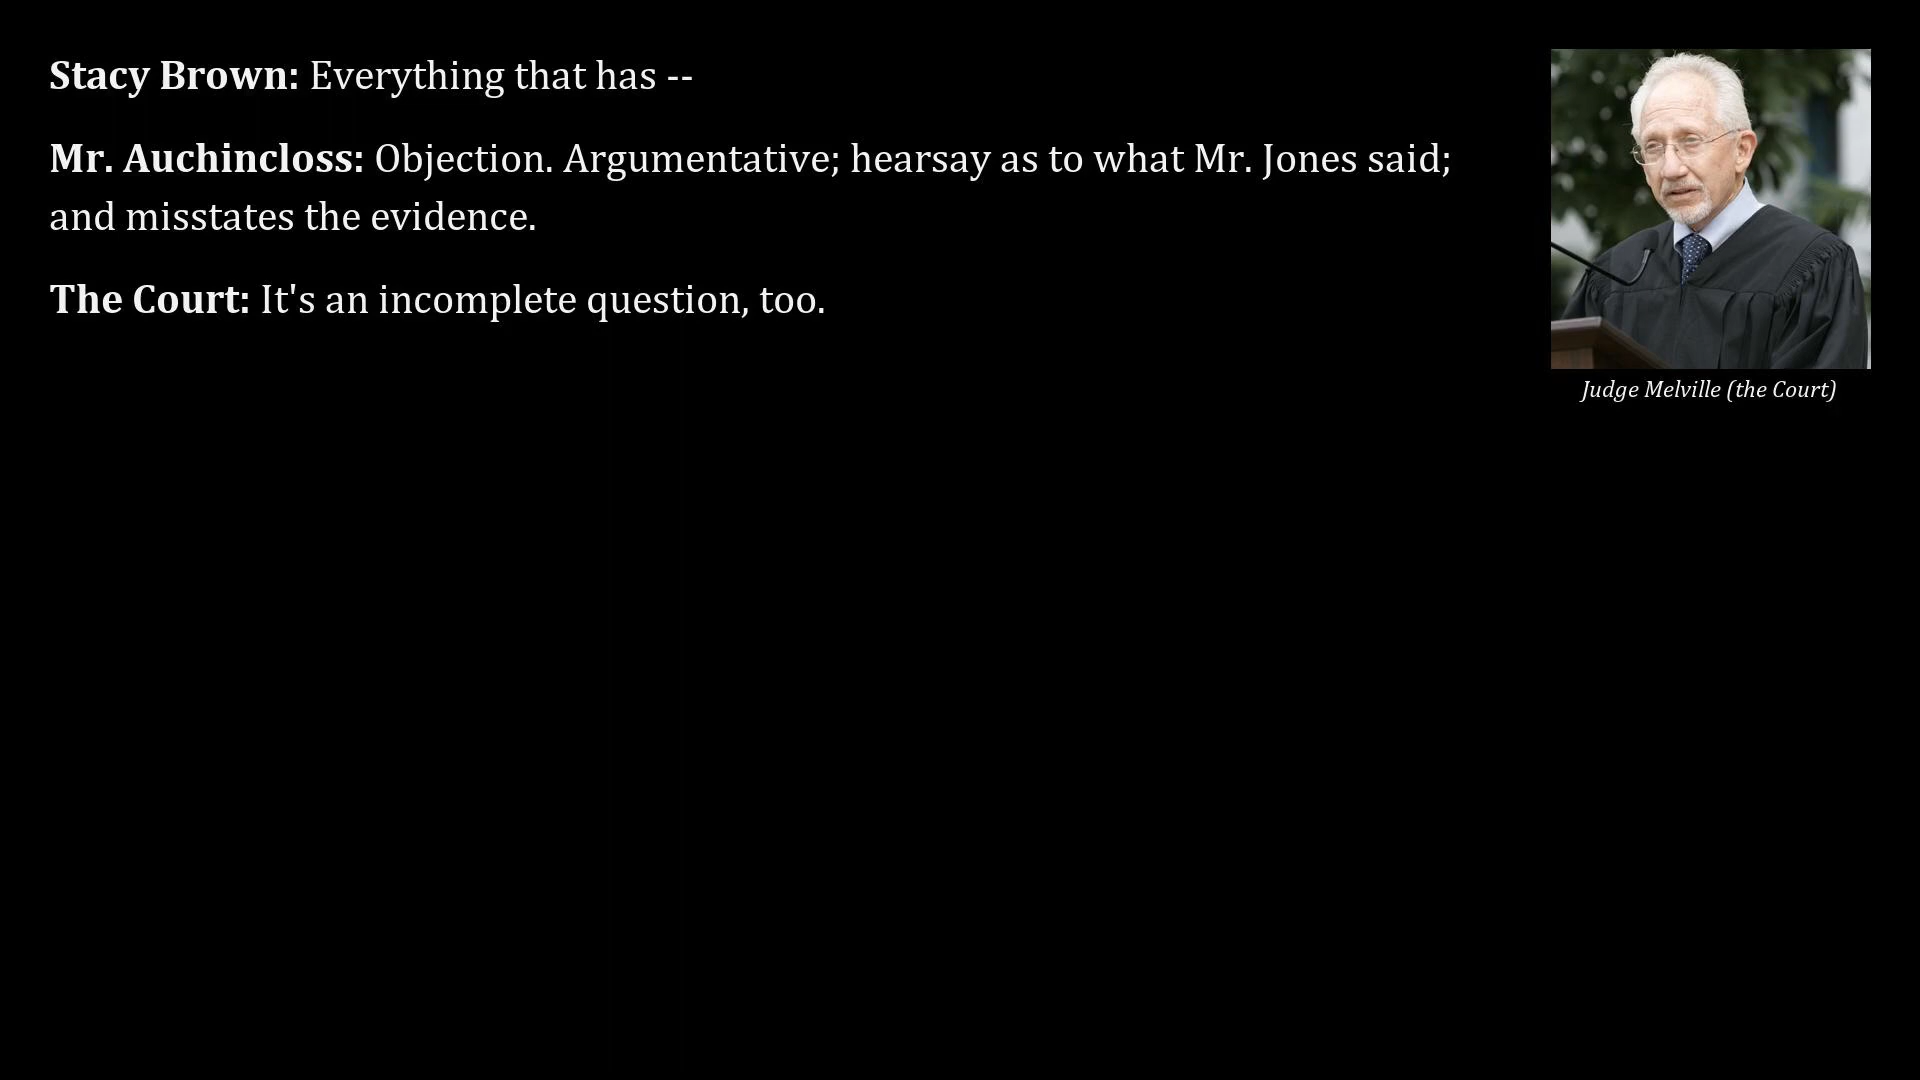 Stacy Brown: Everything that has --
Mr. Auchincloss: Objection. Argumentative; hearsay as to what Mr. Jones said;
and misstates the evidence.
The Court: It's an incomplete question, too.
Judge Melville (the Court)